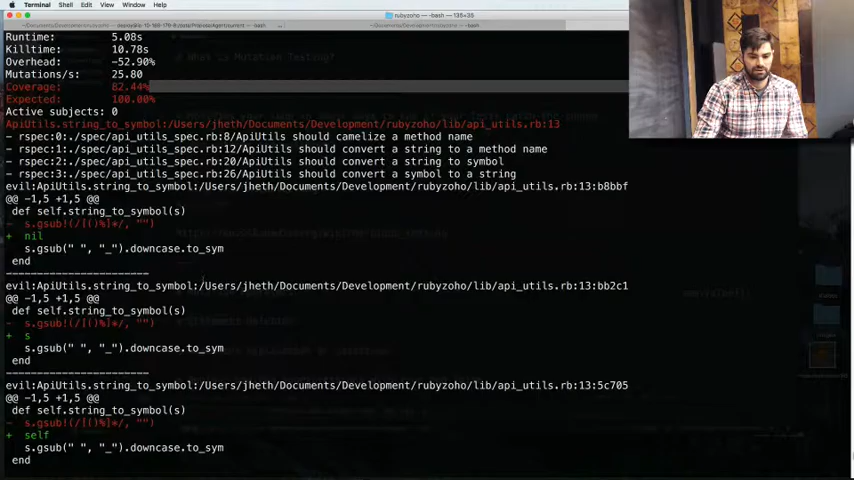 Terminal Shell Edit View Window Help
rubyzoho — -bash — 135×35
Runtime: 5.08s
Killtime: 10.78s
Overhead: -52.90%
Mutations/s: 25.80
Coverage: 82.44%
Expected: 100.00%
Active subjects: 0
ApiUtils.string_to_symbol:/Users/jheth/Documents/Development/rubyzoho/lib/api_utils.rb:13
- rspec:0:./spec/api_utils_spec.rb:8/ApiUtils should camelize a method name
- rspec:1:./spec/api_utils_spec.rb:12/ApiUtils should convert a string to a method name
- rspec:2:./spec/api_utils_spec.rb:20/ApiUtils should convert a string to symbol
- rspec:3:./spec/api_utils_spec.rb:26/ApiUtils should convert a symbol to a string
evil:ApiUtils.string_to_symbol:/Users/jheth/Documents/Development/rubyzoho/lib/api_utils.rb:13:b8bbf
@@ -1,5 +1,5 @@
def self.string_to_symbol(s)
- s.gsub!(/[()%]*/, "")
+ nil
s.gsub(" ", "_").downcase.to_sym
end
-----------------------
evil:ApiUtils.string_to_symbol:/Users/jheth/Documents/Development/rubyzoho/lib/api_utils.rb:13:bb2c1
@@ -1,5 +1,5 @@
def self.string_to_symbol(s)
- s.gsub!(/[()%]*/, "")
+ s
s.gsub(" ", "_").downcase.to_sym
end
-----------------------
evil:ApiUtils.string_to_symbol:/Users/jheth/Documents/Development/rubyzoho/lib/api_utils.rb:13:5c705
@@ -1,5 +1,5 @@
def self.string_to_symbol(s)
- s.gsub!(/[()%]*/, "")
+ self
s.gsub(" ", "_").downcase.to_sym
end
# What is Mutation Testing?